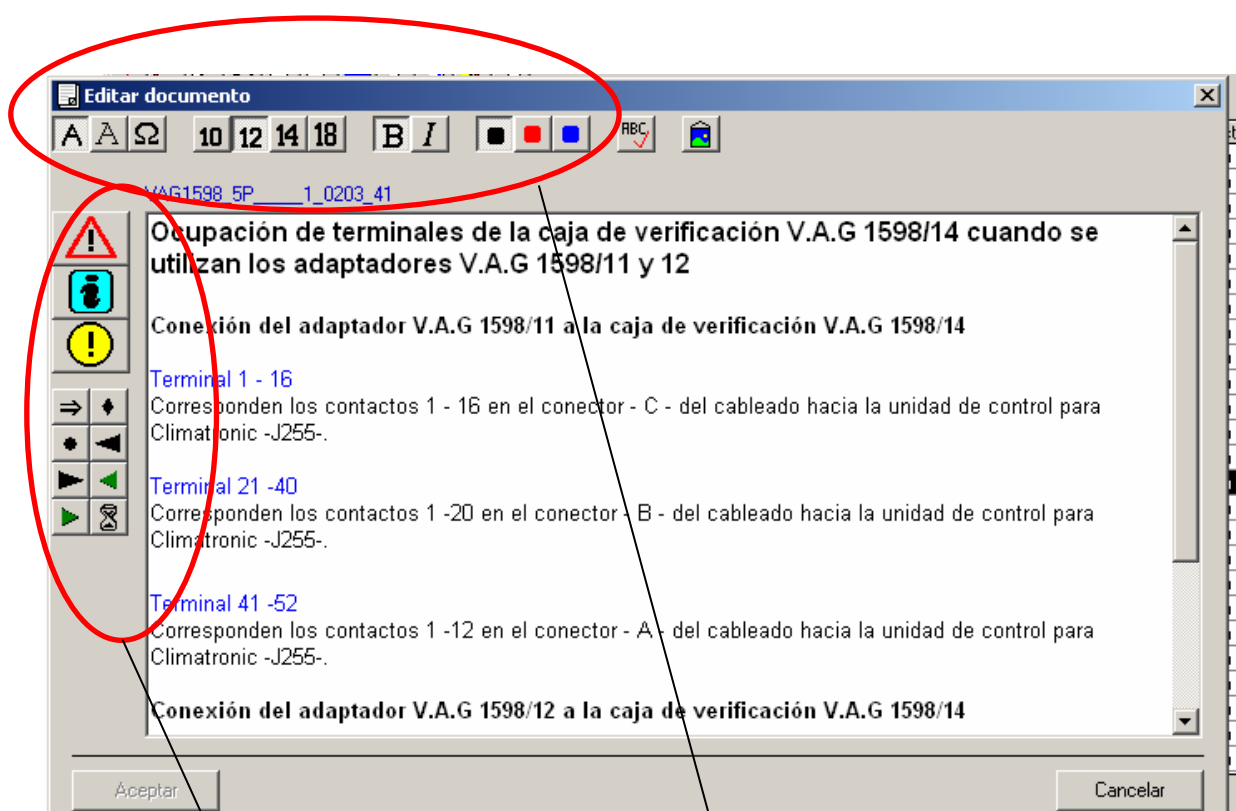 Editar documento
A A Ω 10 12 14 18 B I ABC
VAG1598_5P_____1_0203_41
Ocupación de terminales de la caja de verificación V.A.G 1598/14 cuando se
utilizan los adaptadores V.A.G 1598/11 y 12
Conexión del adaptador V.A.G 1598/11 a la caja de verificación V.A.G 1598/14
Terminal 1 - 16
Corresponden los contactos 1 - 16 en el conector - C - del cableado hacia la unidad de control para
Climatronic -J255-.
Terminal 21 -40
Corresponden los contactos 1 -20 en el conector - B - del cableado hacia la unidad de control para
Climatronic -J255-.
Terminal 41 -52
Corresponden los contactos 1 -12 en el conector - A - del cableado hacia la unidad de control para
Climatronic -J255-.
Conexión del adaptador V.A.G 1598/12 a la caja de verificación V.A.G 1598/14
Aceptar Cancelar